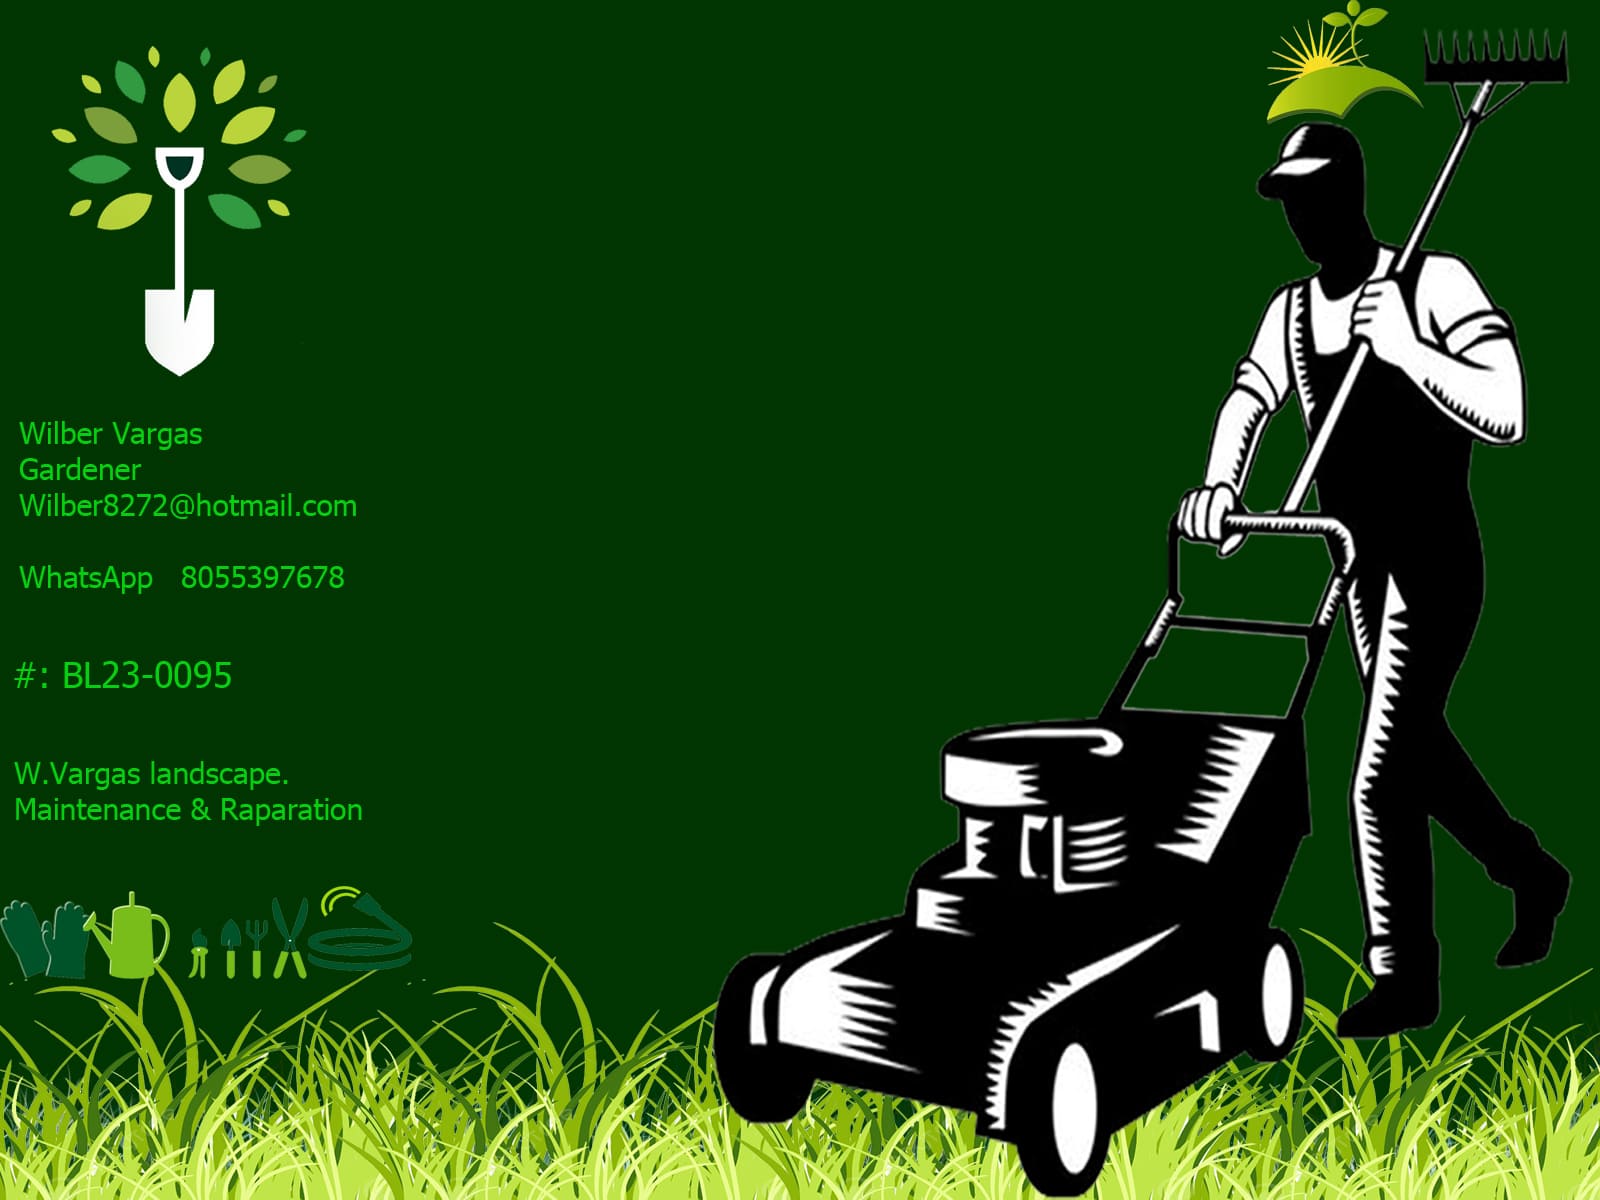 Wilber Vargas
Gardener
Wilber8272@hotmail.com
WhatsApp 8055397678
#: BL23-0095
W.Vargas landscape.
Maintenance & Raparation